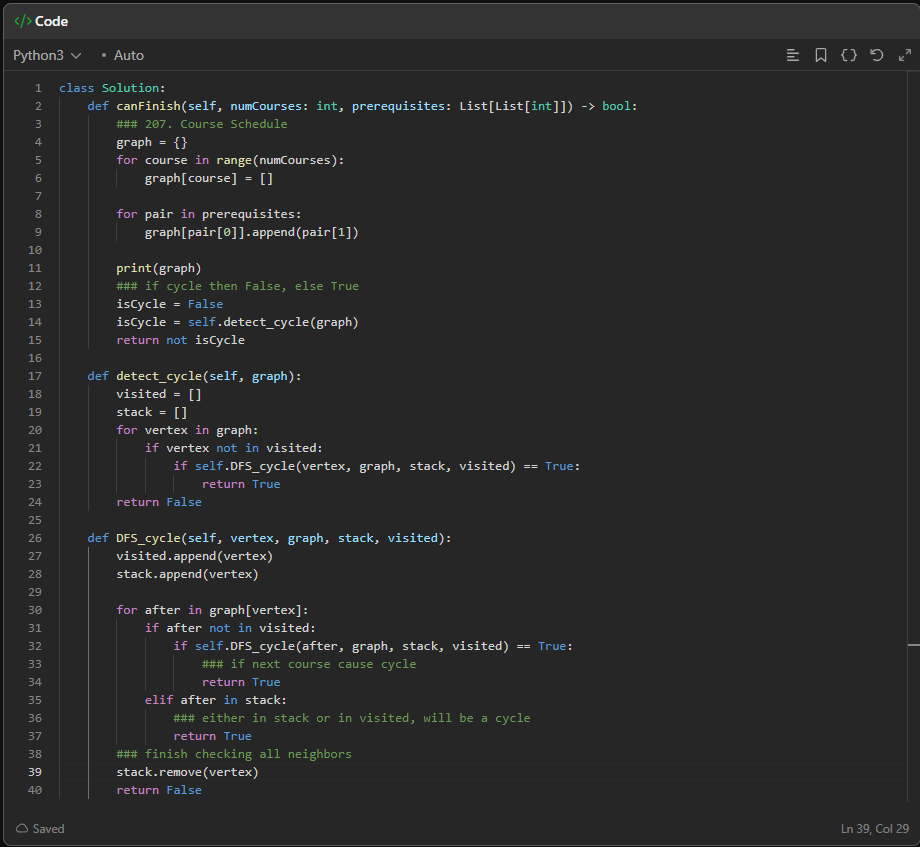 </> Code
Python3 • Auto
1 class Solution:
2 def canFinish(self, numCourses: int, prerequisites: List[List[int]]) -> bool:
3 ### 207. Course Schedule
4 graph = {}
5 for course in range(numCourses):
6 graph[course] = []
7
8 for pair in prerequisites:
9 graph[pair[0]].append(pair[1])
10
11 print(graph)
12 ### if cycle then False, else True
13 isCycle = False
14 isCycle = self.detect_cycle(graph)
15 return not isCycle
16
17 def detect_cycle(self, graph):
18 visited = []
19 stack = []
20 for vertex in graph:
21 if vertex not in visited:
22 if self.DFS_cycle(vertex, graph, stack, visited) == True:
23 return True
24 return False
25
26 def DFS_cycle(self, vertex, graph, stack, visited):
27 visited.append(vertex)
28 stack.append(vertex)
29
30 for after in graph[vertex]:
31 if after not in visited:
32 if self.DFS_cycle(after, graph, stack, visited) == True:
33 ### if next course cause cycle
34 return True
35 elif after in stack:
36 ### either in stack or in visited, will be a cycle
37 return True
38 ### finish checking all neighbors
39 stack.remove(vertex)
40 return False
Saved Ln 39, Col 29